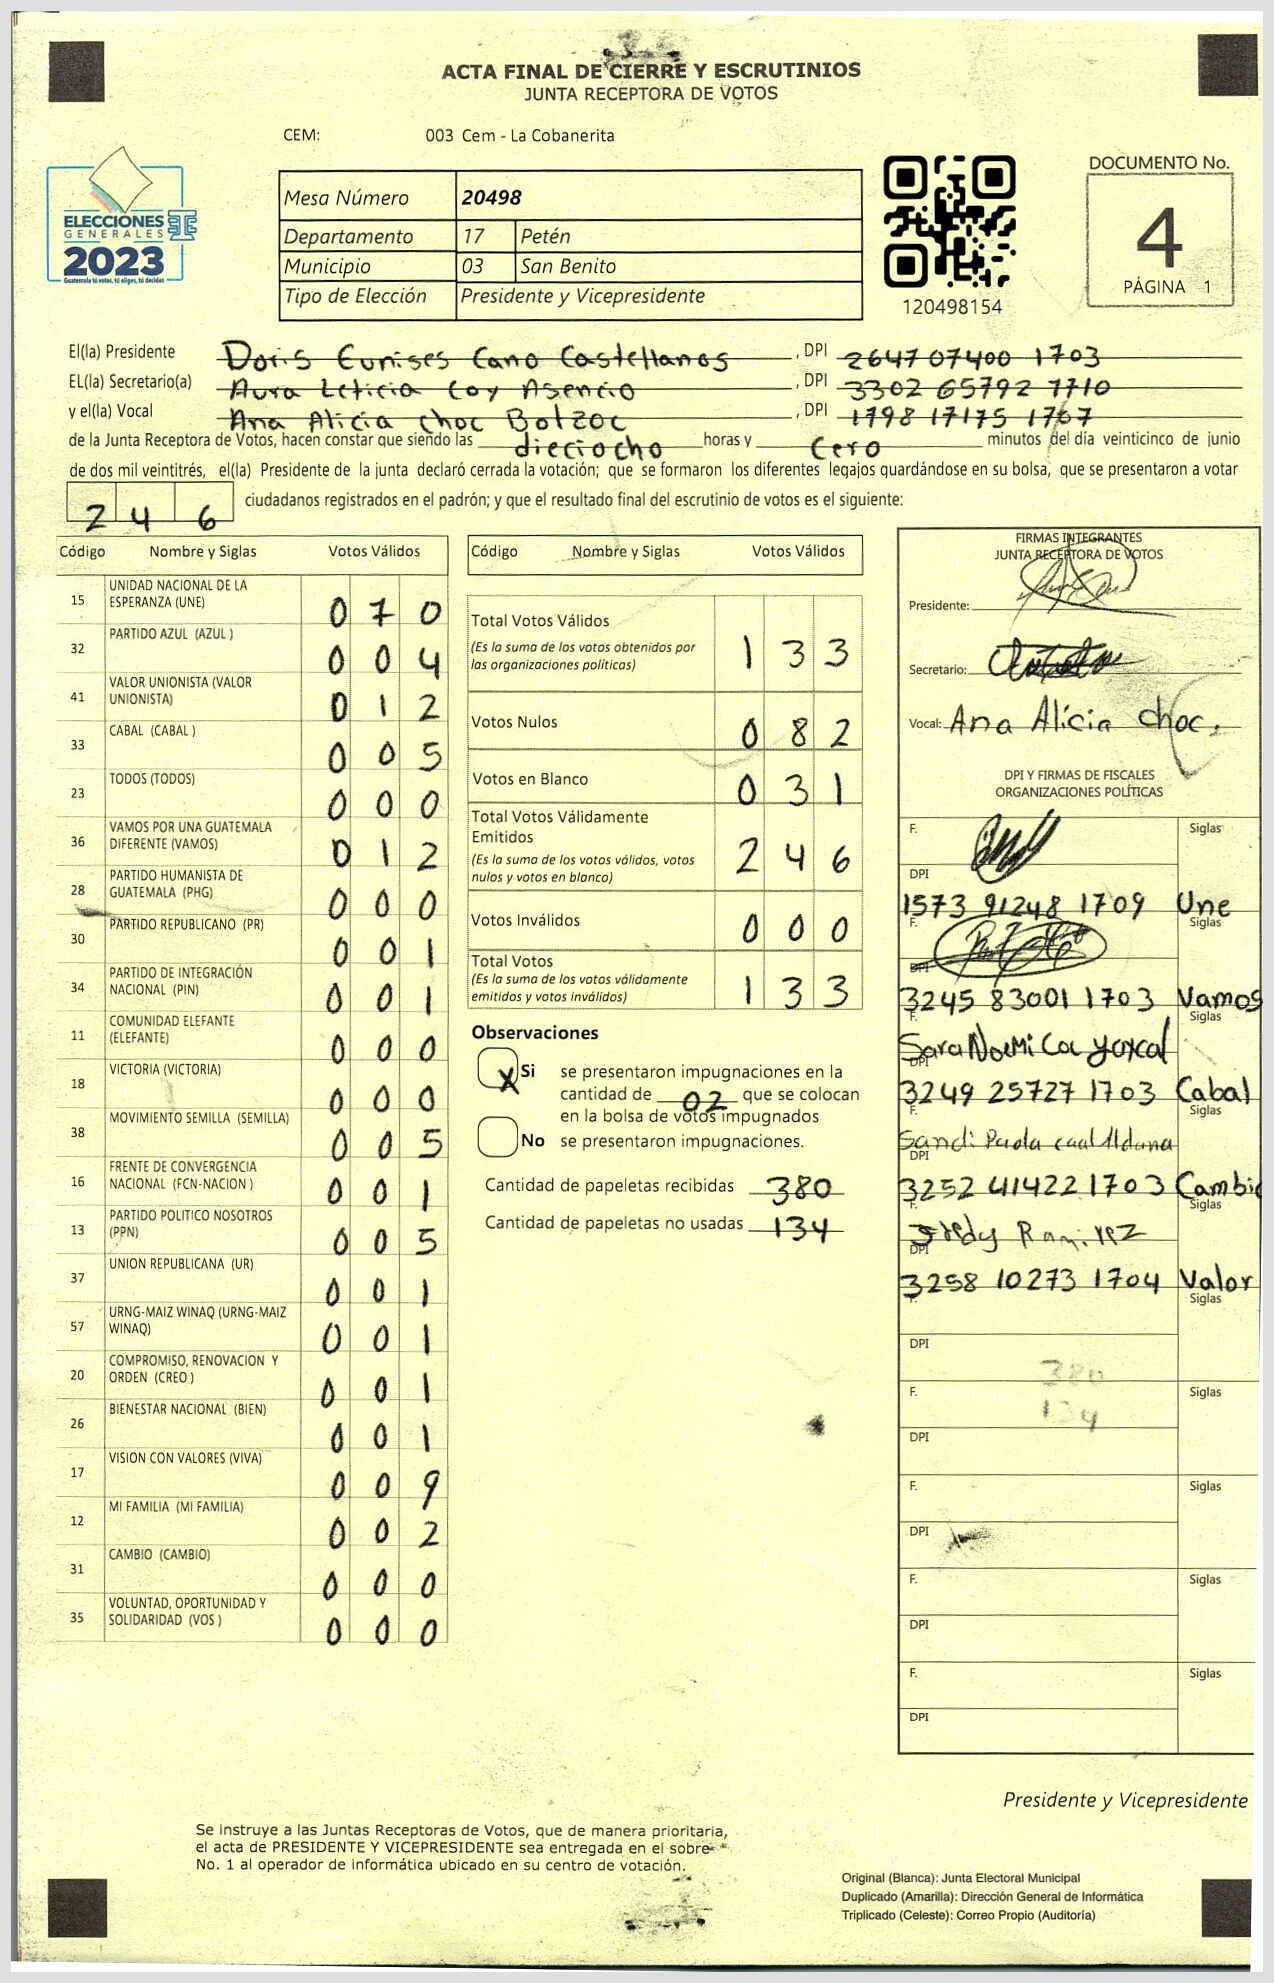 ACTA FINAL DE CIERRE Y ESCRUTINIOS
JUNTA RECEPTORA DE VOTOS
CEM: 003 Cem - La Cobanerita
ELECCIONES
GENERALES
2023
Guatemala tú votas, tú eliges, tú decides
Mesa Número 20498
Departamento 17 Petén
Municipio 03 San Benito
Tipo de Elección Presidente y Vicepresidente
120498154
DOCUMENTO No.
4
PÁGINA 1
El(la) Presidente Doris Eunises Cano Castellanos, DPI 2647 07400 1703
EL(la) Secretario(a) Aura Leticia Coy Asencio, DPI 3302 65792 1710
y el(la) Vocal Ana Alicia choc Botzoc, DPI 1798 17175 1767
de la Junta Receptora de Votos, hacen constar que siendo las dieciocho horas y Cero minutos del día veinticinco de junio
de dos mil veintitrés, el(la) Presidente de la junta declaró cerrada la votación; que se formaron los diferentes legajos guardándose en su bolsa, que se presentaron a votar
246 ciudadanos registrados en el padrón; y que el resultado final del escrutinio de votos es el siguiente:
Código Nombre y Siglas Votos Válidos
15 UNIDAD NACIONAL DE LA ESPERANZA (UNE) 0 7 0
32 PARTIDO AZUL (AZUL ) 0 0 4
41 VALOR UNIONISTA (VALOR UNIONISTA) 0 1 2
33 CABAL (CABAL ) 0 0 5
23 TODOS (TODOS) 0 0 0
36 VAMOS POR UNA GUATEMALA DIFERENTE (VAMOS) 0 1 2
28 PARTIDO HUMANISTA DE GUATEMALA (PHG) 0 0 0
30 PARTIDO REPUBLICANO (PR) 0 0 1
34 PARTIDO DE INTEGRACIÓN NACIONAL (PIN) 0 0 1
11 COMUNIDAD ELEFANTE (ELEFANTE) 0 0 0
18 VICTORIA (VICTORIA) 0 0 0
38 MOVIMIENTO SEMILLA (SEMILLA) 0 0 5
16 FRENTE DE CONVERGENCIA NACIONAL (FCN-NACION ) 0 0 1
13 PARTIDO POLITICO NOSOTROS (PPN) 0 0 5
37 UNION REPUBLICANA (UR) 0 0 1
57 URNG-MAIZ WINAQ (URNG-MAIZ WINAQ) 0 0 1
20 COMPROMISO, RENOVACION Y ORDEN (CREO ) 0 0 1
26 BIENESTAR NACIONAL (BIEN) 0 0 1
17 VISION CON VALORES (VIVA) 0 0 9
12 MI FAMILIA (MI FAMILIA) 0 0 2
31 CAMBIO (CAMBIO) 0 0 0
35 VOLUNTAD, OPORTUNIDAD Y SOLIDARIDAD (VOS ) 0 0 0
Código Nombre y Siglas Votos Válidos
Total Votos Válidos 1 3 3
(Es la suma de los votos obtenidos por
las organizaciones políticas)
Votos Nulos 0 8 2
Votos en Blanco 0 3 1
Total Votos Válidamente
Emitidos 2 4 6
(Es la suma de los votos válidos, votos
nulos y votos en blanco)
Votos Inválidos 0 0 0
Total Votos 1 3 3
(Es la suma de los votos válidamente
emitidos y votos inválidos)
Observaciones
X Si se presentaron impugnaciones en la
cantidad de 02 que se colocan
en la bolsa de votos impugnados
No se presentaron impugnaciones.
Cantidad de papeletas recibidas 380
Cantidad de papeletas no usadas 134
FIRMAS INTEGRANTES
JUNTA RECEPTORA DE VOTOS
Presidente:
Secretario:
Vocal: Ana Alicia choc.
DPI Y FIRMAS DE FISCALES
ORGANIZACIONES POLÍTICAS
F. Siglas
DPI 1573 91248 1709 Une
F. Siglas
DPI 3245 83001 1703 Vamos
F. Sara Noemi Coc yaxcal Siglas
DPI 3249 25727 1703 Cabal
F. Sandi Paola caal Aldana Siglas
DPI 3252 41422 1703 Cambio
F. Fredy Ramirez Siglas
DPI 3258 10273 1704 Valor
F. Siglas
DPI
380
F. Siglas
134
DPI
F. Siglas
DPI
F. Siglas
DPI
F. Siglas
DPI
Presidente y Vicepresidente
Se instruye a las Juntas Receptoras de Votos, que de manera prioritaria,
el acta de PRESIDENTE Y VICEPRESIDENTE sea entregada en el sobre
No. 1 al operador de informática ubicado en su centro de votación.
Original (Blanca): Junta Electoral Municipal
Duplicado (Amarilla): Dirección General de Informática
Triplicado (Celeste): Correo Propio (Auditoría)